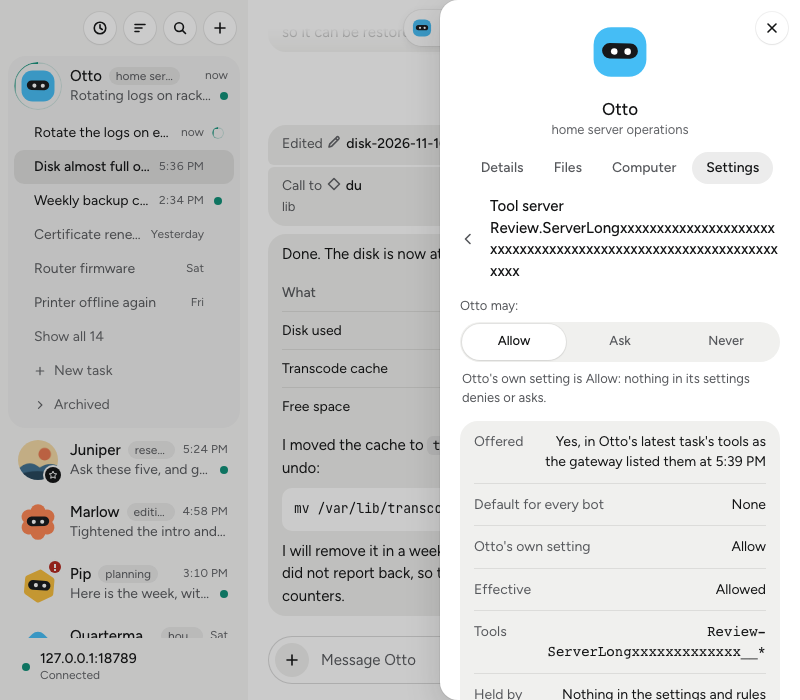 Otto home ser... now
Rotating logs on rack...
Rotate the logs on e... now
Disk almost full o... 5:36 PM
Weekly backup c... 2:34 PM
Certificate rene... Yesterday
Router firmware Sat
Printer offline again Fri
Show all 14
+ New task
Archived
Juniper rese... 5:24 PM
Ask these five, and g...
Marlow editi... 4:58 PM
Tightened the intro and...
Pip planning 3:10 PM
Here is the week, wit...
Quarterma hou... Sat
127.0.0.1:18789
Connected
so it can be restor
Edited disk-2026-11-1
Call to du
lib
Done. The disk is now at
What
Disk used
Transcode cache
Free space
I moved the cache to
undo:
mv /var/lib/transco
I will remove it in a week
did not report back, so t
counters.
Message Otto
Otto
home server operations
Details Files Computer Settings
Tool server
Review.ServerLongxxxxxxxxxxxxxxxxxxxxx
xxxxxxxxxxxxxxxxxxxxxxxxxxxxxxxxxxxxxxx
xxxx
Otto may:
Allow Ask Never
Otto's own setting is Allow: nothing in its settings
denies or asks.
Offered Yes, in Otto's latest task's tools as
the gateway listed them at 5:39 PM
Default for every bot None
Otto's own setting Allow
Effective Allowed
Tools Review-
ServerLongxxxxxxxxxxxxx__*
Held by Nothing in the settings and rules